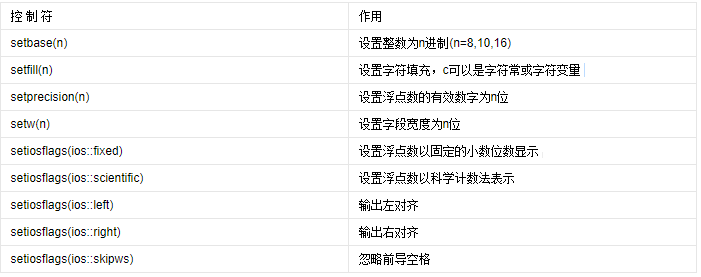 控 制 符 作用
setbase(n) 设置整数为n进制(n=8,10,16)
setfill(n) 设置字符填充，c可以是字符常或字符变量
setprecision(n) 设置浮点数的有效数字为n位
setw(n) 设置字段宽度为n位
setiosflags(ios::fixed) 设置浮点数以固定的小数位数显示
setiosflags(ios::scientific) 设置浮点数以科学计数法表示
setiosflags(ios::left) 输出左对齐
setiosflags(ios::right) 输出右对齐
setiosflags(ios::skipws) 忽略前导空格